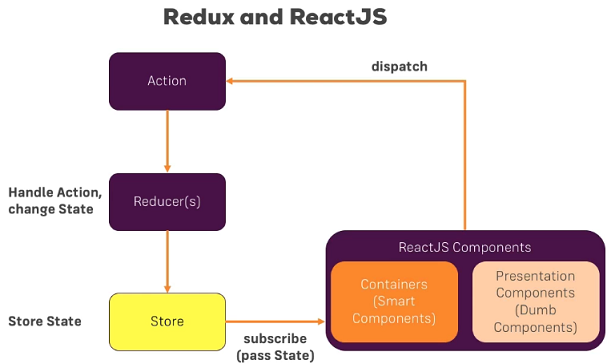 Redux and ReactJS
dispatch
Action
Handle Action,
change State
Reducer(s)
ReactJS Components
Containers
(Smart
Components)
Presentation
Components
(Dumb
Components)
Store State
Store
subscribe
(pass State)